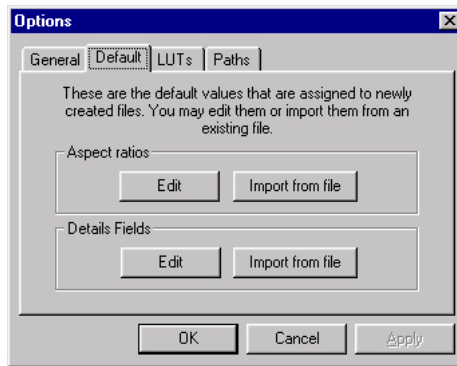 Options
General Default LUTs Paths
These are the default values that are assigned to newly
created files. You may edit them or import them from an
existing file.
Aspect ratios
Edit Import from file
Details Fields
Edit Import from file
OK Cancel Apply